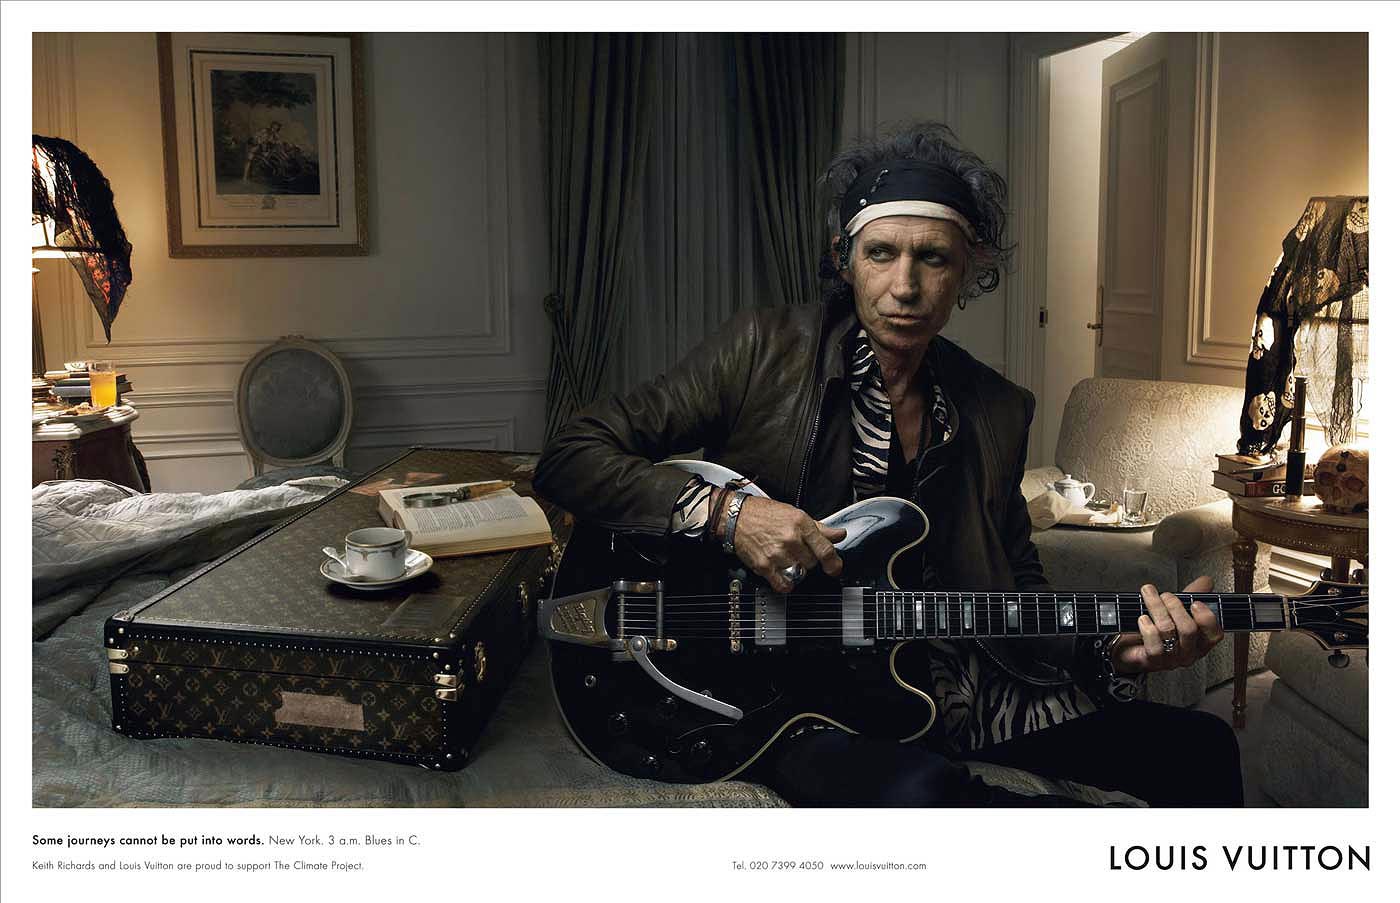 Some journeys cannot be put into words. New York. 3 a.m. Blues in C.
Keith Richards and Louis Vuitton are proud to support The Climate Project.
Tel. 020 7399 4050 www.louisvuitton.com
LOUIS VUITTON